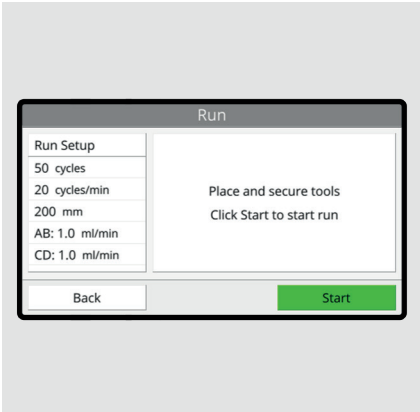 Run
Run Setup
50 cycles
20 cycles/min
200 mm
AB: 1.0 ml/min
CD: 1.0 ml/min
Place and secure tools
Click Start to start run
Back
Start